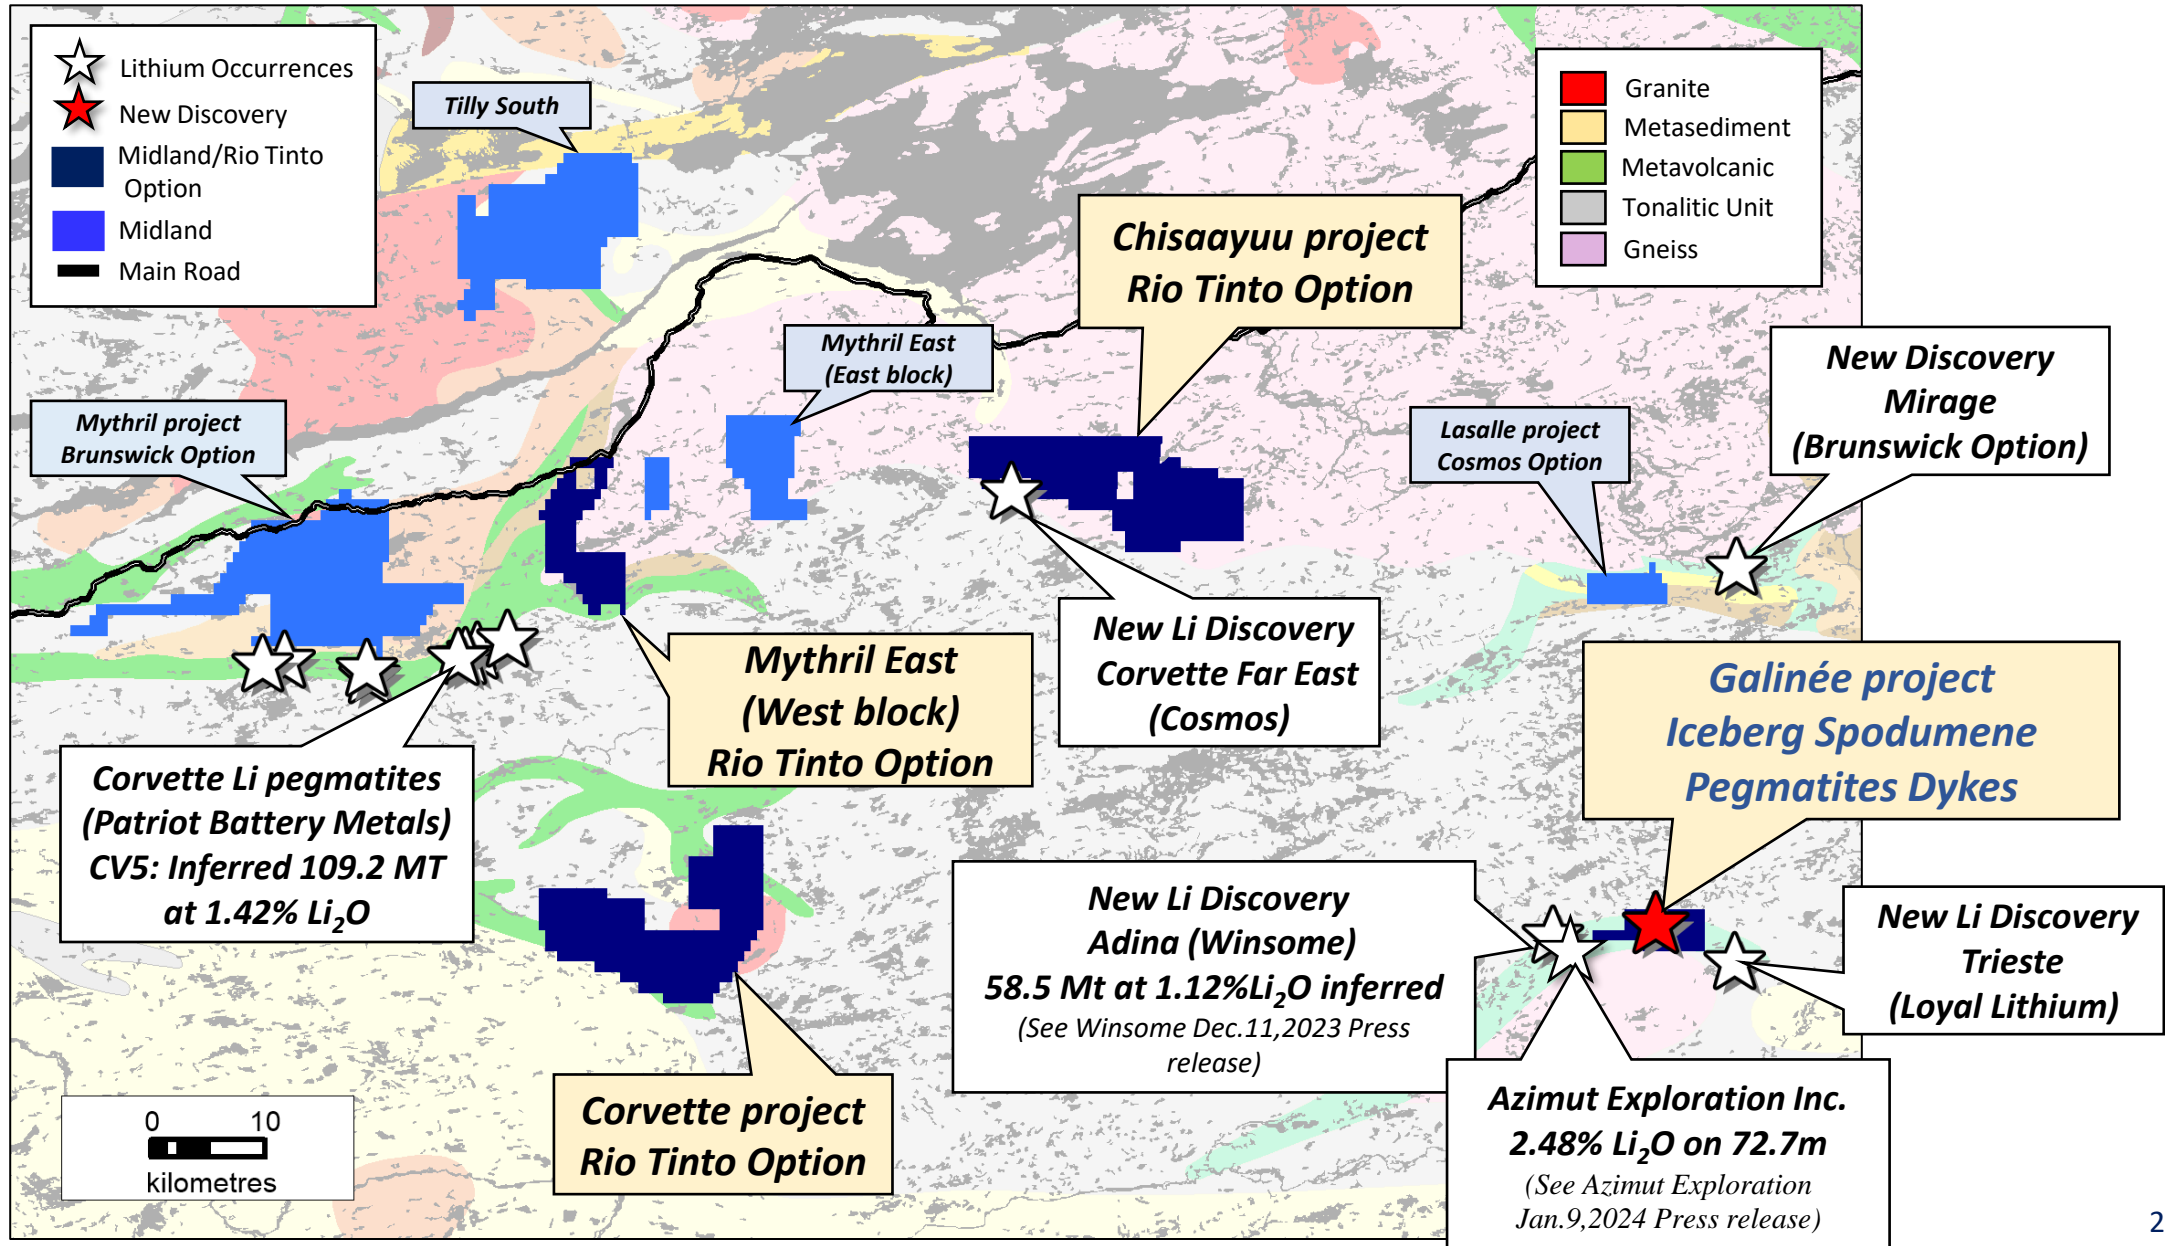 Lithium Occurrences
New Discovery
Midland/Rio Tinto
Option
Midland
Main Road
Tilly South
Granite
Metasediment
Metavolcanic
Tonalitic Unit
Gneiss
Chisaayuu project
Rio Tinto Option
Mythril East
(East block)
New Discovery
Mirage
(Brunswick Option)
Mythril project
Brunswick Option
Lasalle project
Cosmos Option
New Li Discovery
Corvette Far East
(Cosmos)
Mythril East
(West block)
Rio Tinto Option
Galinée project
Iceberg Spodumene
Pegmatites Dykes
Corvette Li pegmatites
(Patriot Battery Metals)
CV5: Inferred 109.2 MT
at 1.42% Li₂O
New Li Discovery
Adina (Winsome)
58.5 Mt at 1.12%Li₂O inferred
(See Winsome Dec.11,2023 Press
release)
New Li Discovery
Trieste
(Loyal Lithium)
Corvette project
Rio Tinto Option
Azimut Exploration Inc.
2.48% Li₂O on 72.7m
(See Azimut Exploration
Jan.9,2024 Press release)
0 10
kilometres
2